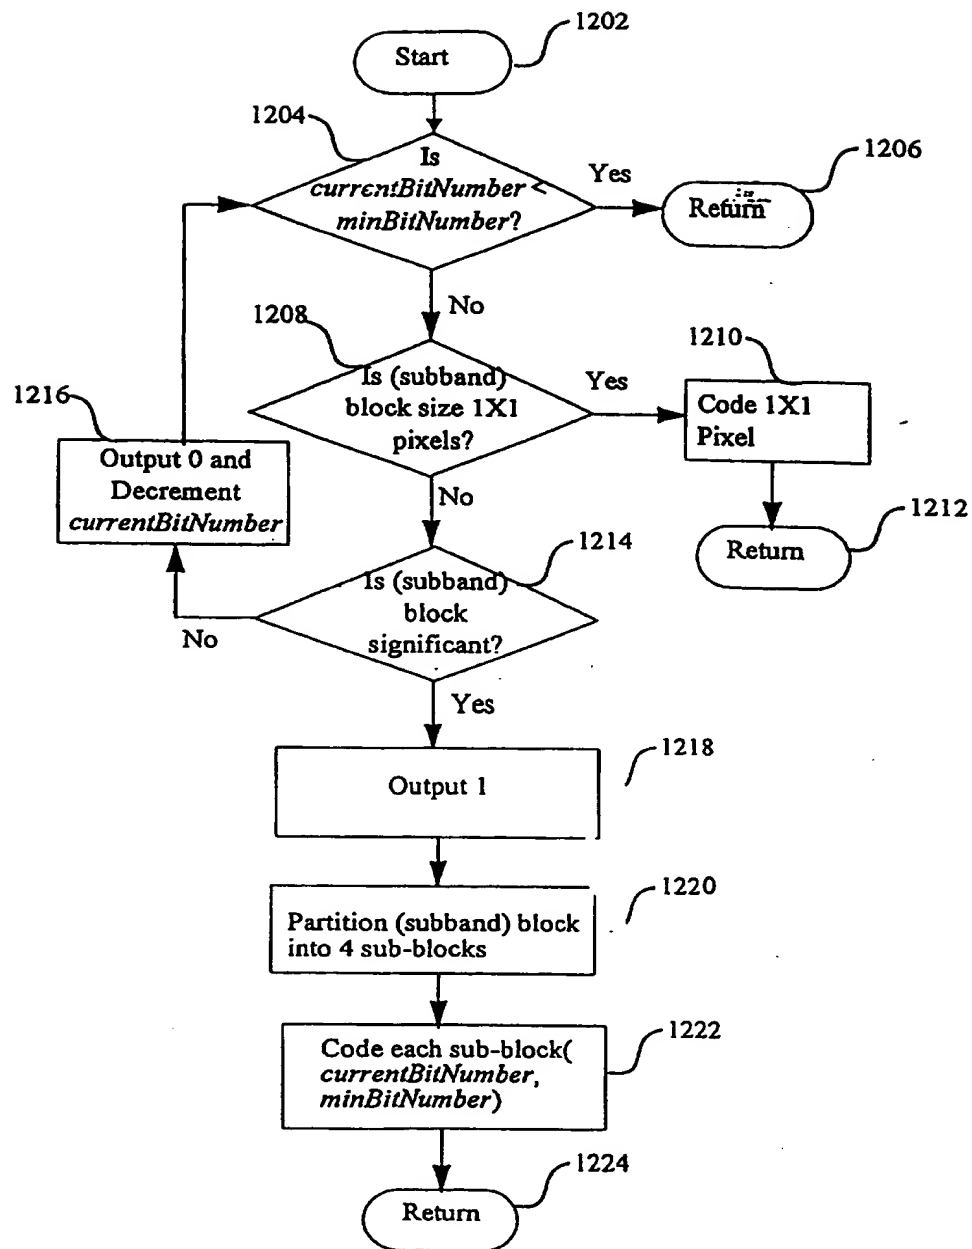 1202
Start
1204
Is
currentBitNumber <
minBitNumber?
Yes
1206
Return
No
1208
Is (subband)
block size 1X1
pixels?
Yes
1210
Code 1X1
Pixel
1212
Return
1216
Output 0 and
Decrement
currentBitNumber
No
1214
Is (subband)
block
significant?
No
Yes
1218
Output 1
1220
Partition (subband) block
into 4 sub-blocks
1222
Code each sub-block(
currentBitNumber,
minBitNumber)
1224
Return